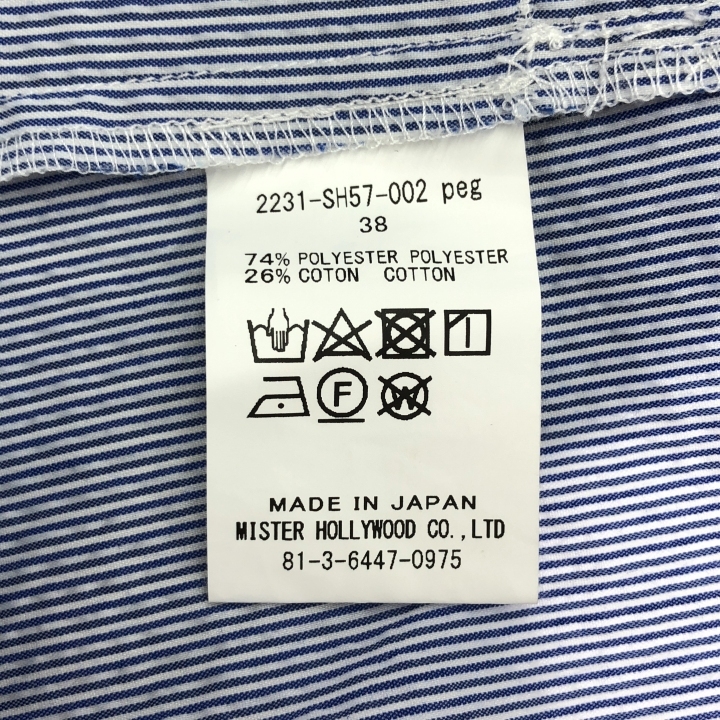 2231-SH57-002 peg
38
74% POLYESTER POLYESTER
26% COTON COTTON
F W
MADE IN JAPAN
MISTER HOLLYWOOD CO.,LTD
81-3-6447-0975